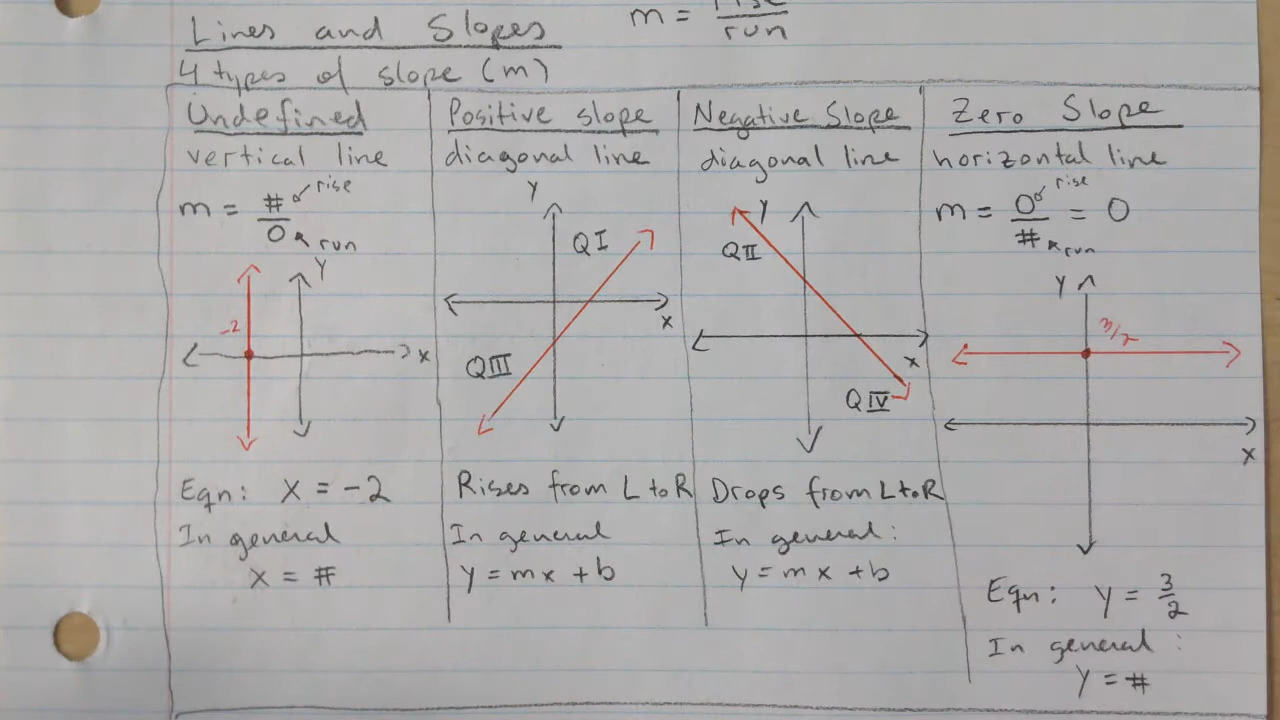 Lines and Slopes
m = rise
run
4 types of slope (m)
Undefined
vertical line
m = # rise
0 run
Y
-2
X
Eqn: X = -2
In general
X = #
Positive slope
diagonal line
Y
QI
X
QIII
Rises from L to R
In general
y = mx + b
Negative Slope
diagonal line
Y
QII
X
QIV
Drops from L to R
In general:
y = mx + b
Zero Slope
horizontal line
m = 0 rise = 0
# run
Y
3/2
X
Eqn: Y = 3/2
In general:
Y = #